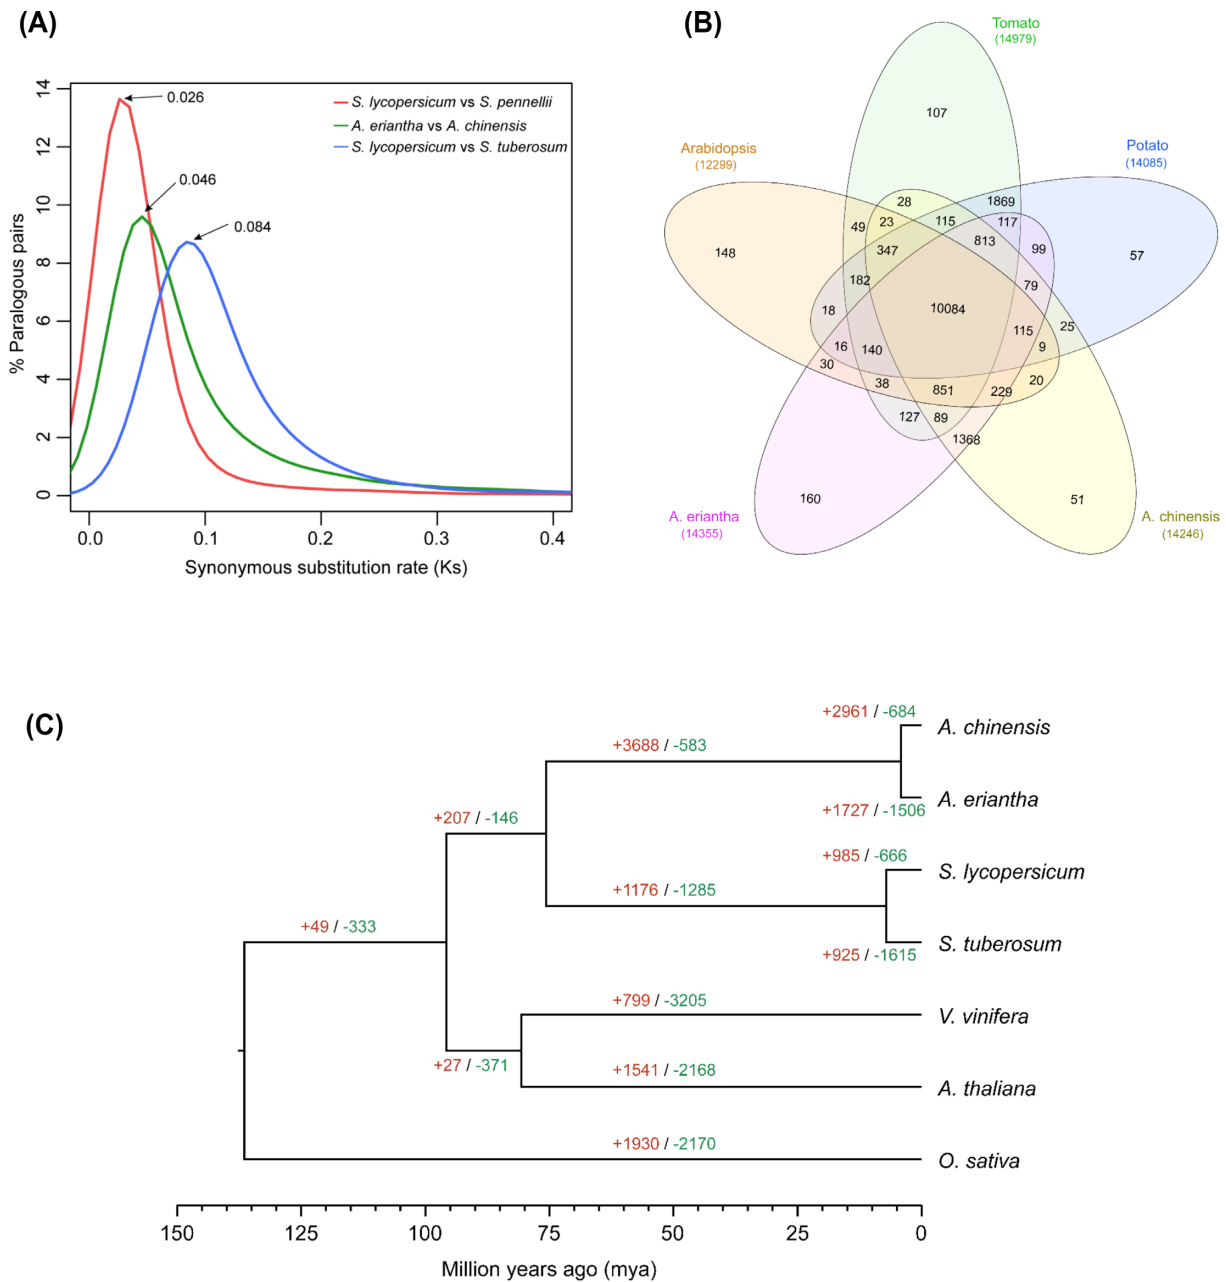 (A)
14
12
10
8
6
4
2
0
% Paralogous pairs
0.026
0.046
0.084
S. lycopersicum vs S. pennellii
A. eriantha vs A. chinensis
S. lycopersicum vs S. tuberosum
0.0 0.1 0.2 0.3 0.4
Synonymous substitution rate (Ks)
(B)
Tomato
(14979)
Arabidopsis
(12299)
Potato
(14085)
107
28 1869
49 23 115 117
148 347 813 99 57
182 79
18 10084
115 25
16 140 9
30
38 851 229 20
127 89
1368
160 51
A. eriantha
(14355)
A. chinensis
(14246)
(C)
+2961 / -684
A. chinensis
+3688 / -583
A. eriantha
+1727 / -1506
+207 / -146
+985 / -666
S. lycopersicum
+1176 / -1285
+49 / -333
S. tuberosum
+925 / -1615
+799 / -3205
V. vinifera
+27 / -371
+1541 / -2168
A. thaliana
+1930 / -2170
O. sativa
150 125 100 75 50 25 0
Million years ago (mya)